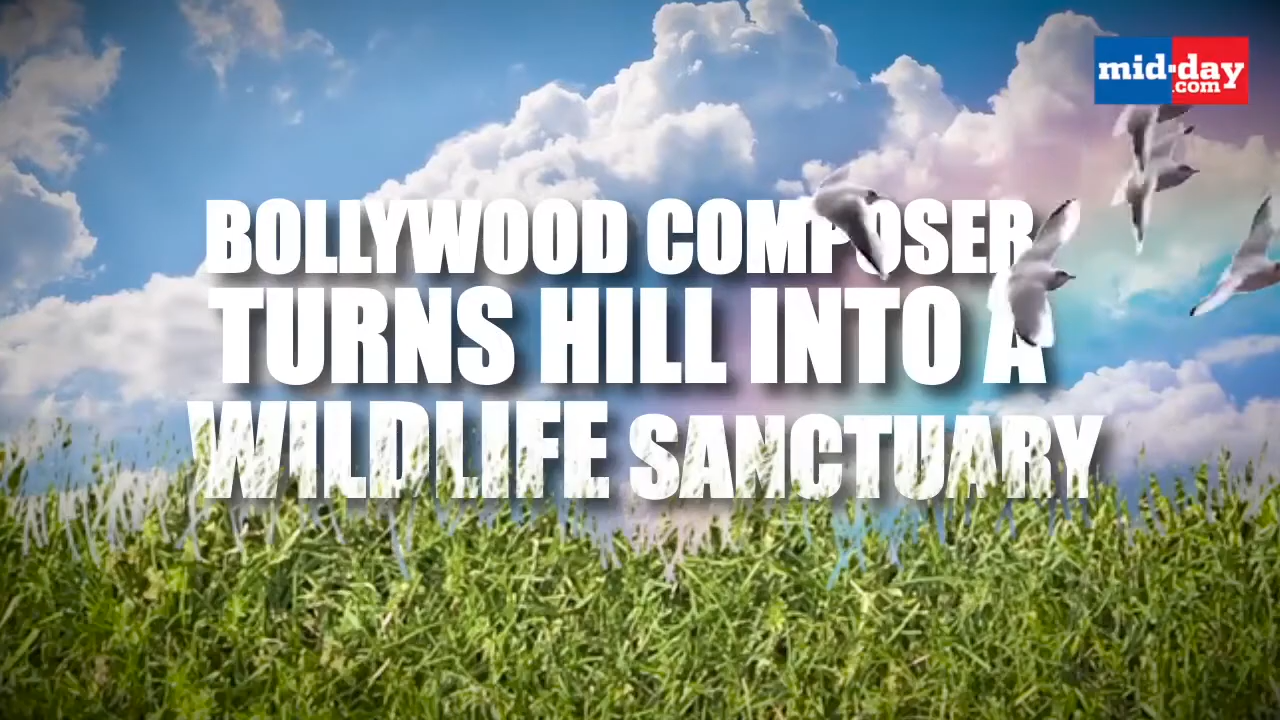 mid-day
.com
BOLLYWOOD COMPOSER
TURNS HILL INTO A
WILDLIFE SANCTUARY